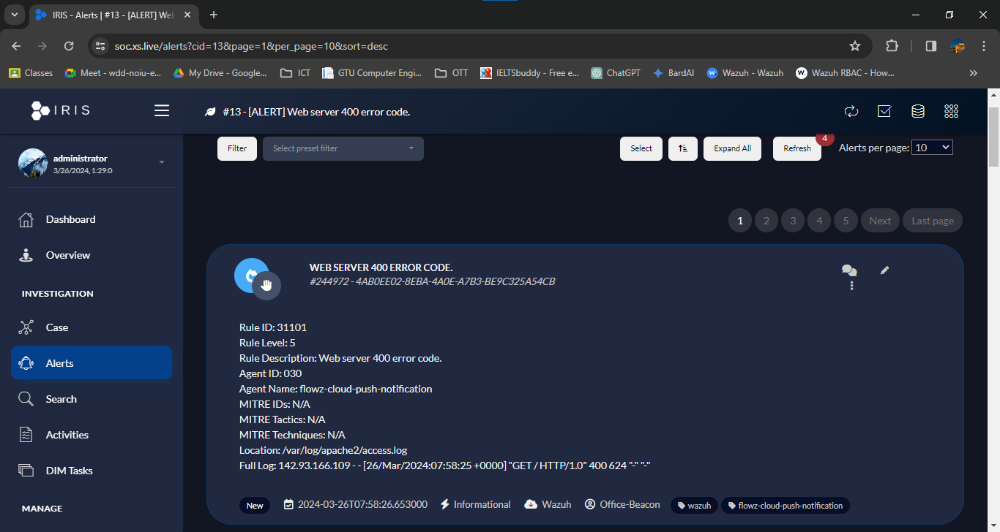 IRIS - Alerts | #13 - [ALERT] Web
soc.xs.live/alerts?cid=13&page=1&per_page=10&sort=desc
Classes
Meet - wdd-noiu-e...
My Drive - Google...
ICT
GTU Computer Engi...
OTT
IELTSbuddy - Free e...
ChatGPT
BardAI
Wazuh - Wazuh
Wazuh RBAC - How...
IRIS
#13 - [ALERT] Web server 400 error code.
administrator
3/26/2024, 1:29:0
Dashboard
Overview
INVESTIGATION
Case
Alerts
Search
Activities
DIM Tasks
MANAGE
Filter
Select preset filter
Select
Expand All
Refresh
4
Alerts per page: 10
1 2 3 4 5 Next Last page
WEB SERVER 400 ERROR CODE.
#244972 - 4AB0EE02-8EBA-4A0E-A7B3-BE9C325A54CB
Rule ID: 31101
Rule Level: 5
Rule Description: Web server 400 error code.
Agent ID: 030
Agent Name: flowz-cloud-push-notification
MITRE IDs: N/A
MITRE Tactics: N/A
MITRE Techniques: N/A
Location: /var/log/apache2/access.log
Full Log: 142.93.166.109 - - [26/Mar/2024:07:58:25 +0000] "GET / HTTP/1.0" 400 624 "-" "-"
New 2024-03-26T07:58:26.653000 Informational Wazuh Office-Beacon wazuh flowz-cloud-push-notification